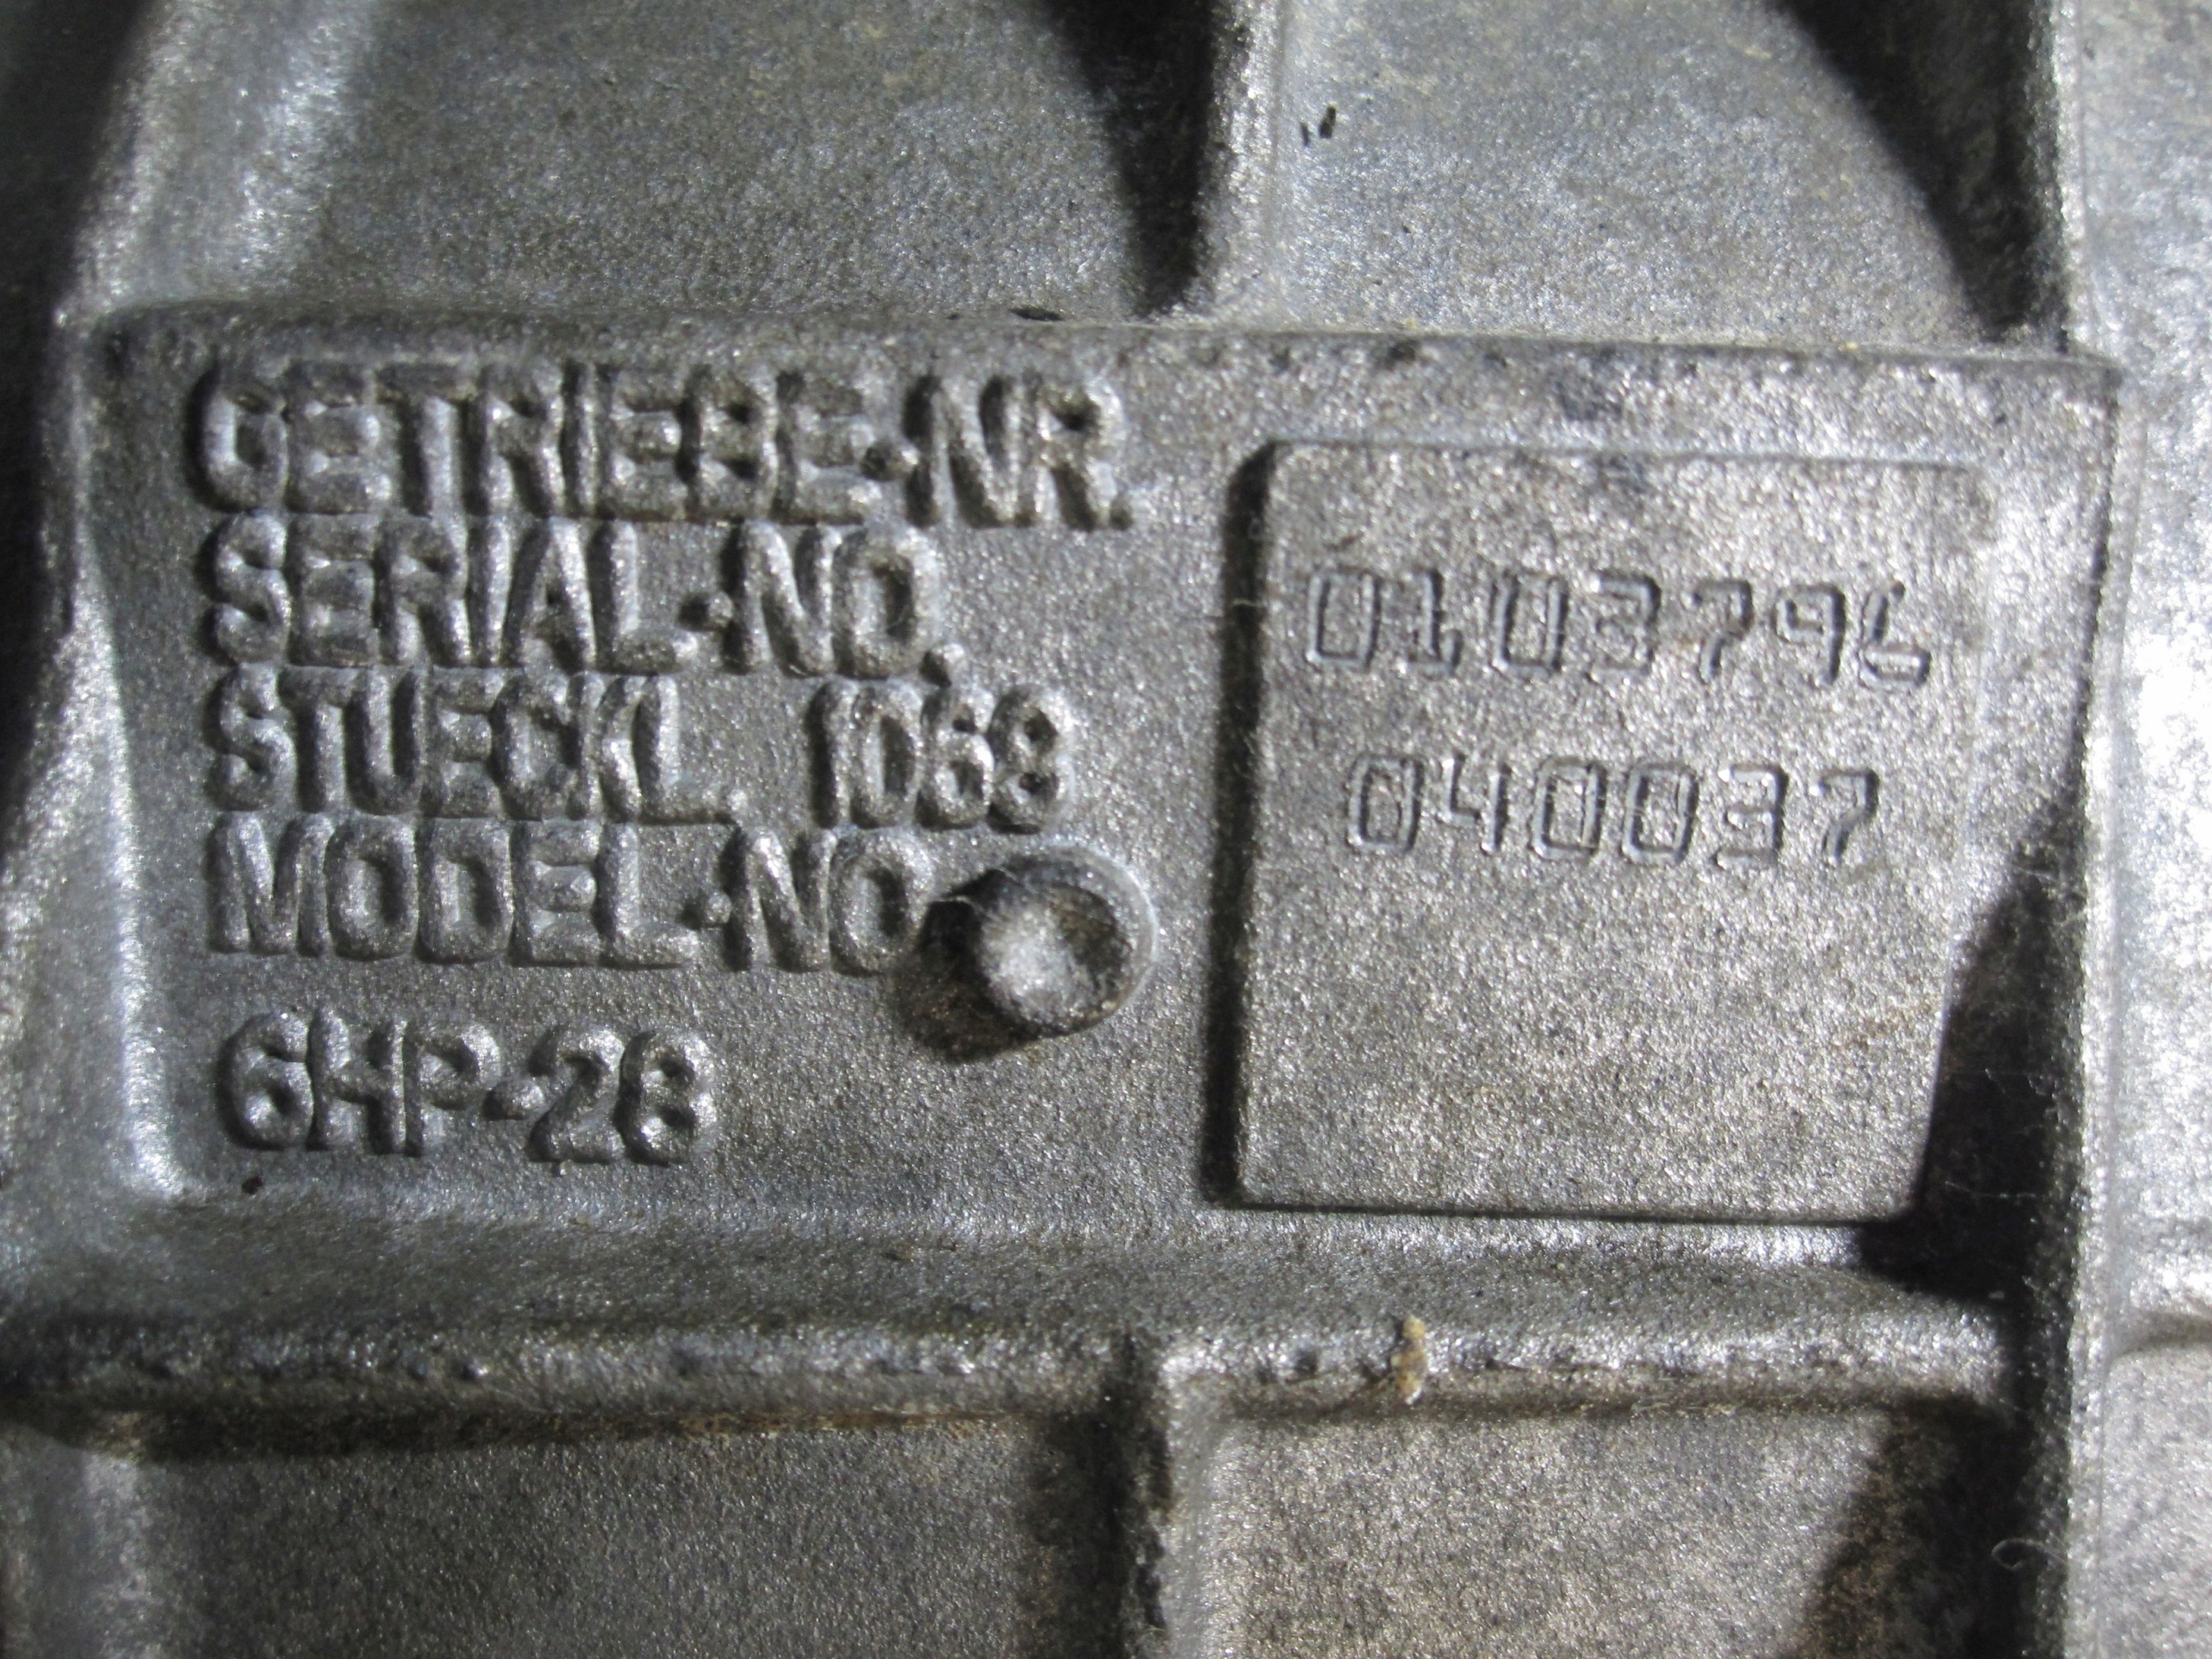 GETRIEBE-NR.
SERIAL-NO.
0103796
STUECKL. 1068
040037
MODEL-NO
6HP-28